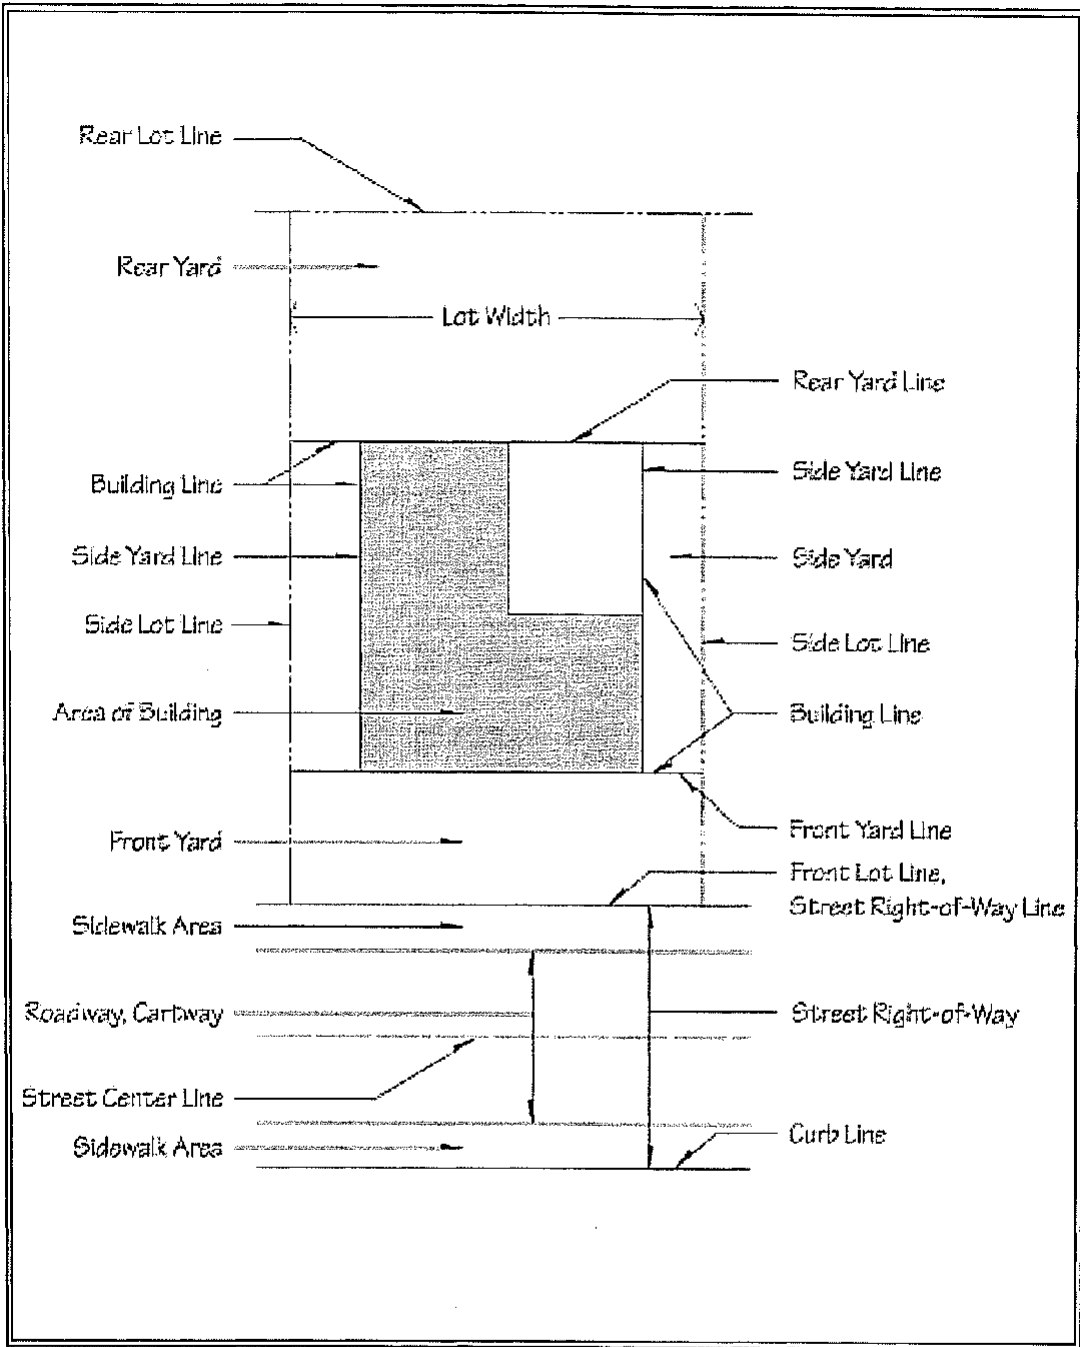 Rear Lot Line
Rear Yard
Lot Width
Rear Yard Line
Building Line
Side Yard Line
Side Yard Line
Side Yard
Side Lot Line
Side Lot Line
Area of Building
Building Line
Front Yard
Front Yard Line
Front Lot Line,
Street Right-of-Way Line
Sidewalk Area
Roadway, Cartway
Street Right-of-Way
Street Center Line
Sidewalk Area
Curb Line